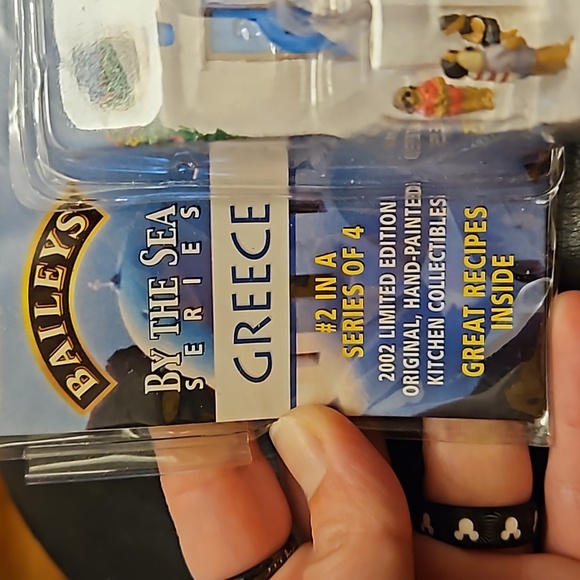 BAILEYS
BY THE SEA
SERIES
GREECE
#2 IN A
SERIES OF 4
2002 LIMITED EDITION
ORIGINAL, HAND-PAINTED
KITCHEN COLLECTIBLES
GREAT RECIPES
INSIDE